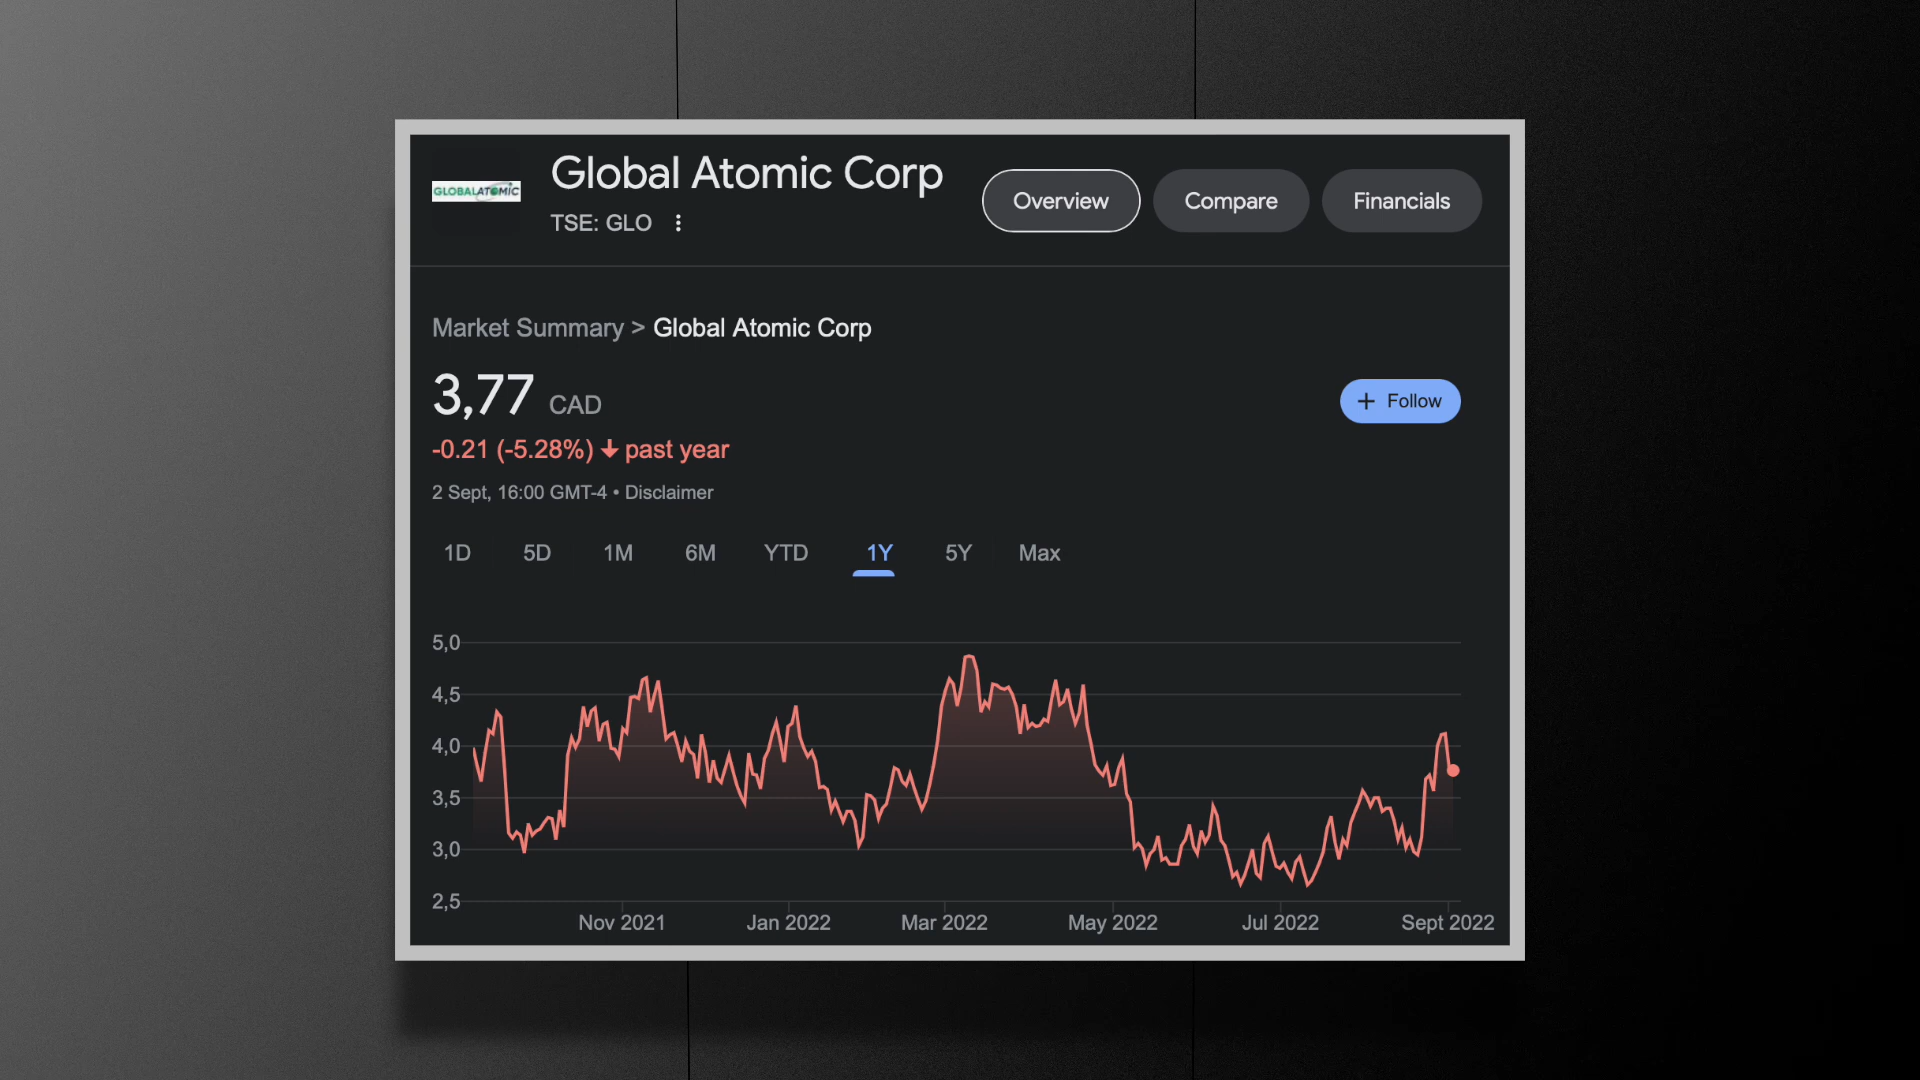 GLOBALATOMIC
Global Atomic Corp
TSE: GLO
Overview
Compare
Financials
Market Summary > Global Atomic Corp
3,77 CAD
+ Follow
-0.21 (-5.28%) ↓ past year
2 Sept, 16:00 GMT-4 • Disclaimer
1D 5D 1M 6M YTD 1Y 5Y Max
5,0
4,5
4,0
3,5
3,0
2,5
Nov 2021 Jan 2022 Mar 2022 May 2022 Jul 2022 Sept 2022